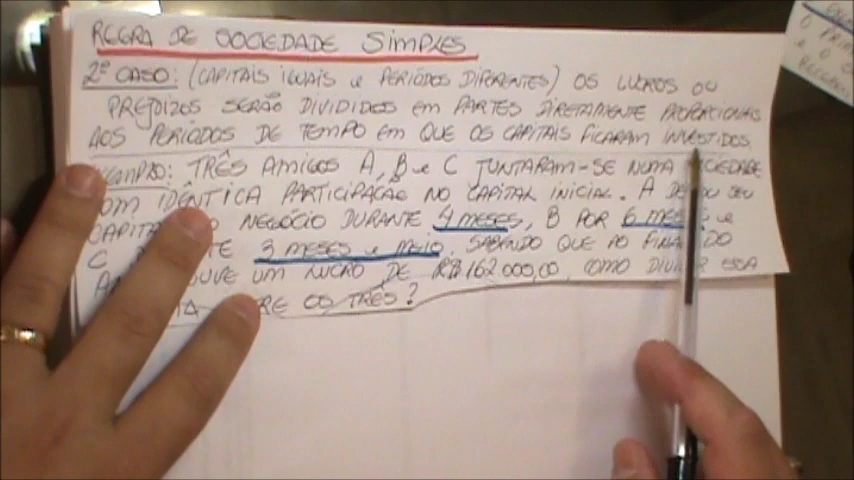 REGRA DE SOCIEDADE SIMPLES
2º CASO: (CAPITAIS IGUAIS e PERÍODOS DIFERENTES) OS LUCROS OU
PREJUÍZOS SERÃO DIVIDIDOS em PARTES DIRETAMENTE PROPORCIONAIS
AOS PERÍODOS DE TEMPO em QUE OS CAPITAIS FICARAM INVESTIDOS.
TRÊS AMIGOS A, B e C JUNTARAM-SE NUMA
COM IDÊNTICA PARTICIPAÇÃO NO CAPITAL INICIAL. A SEU
NEGÓCIO DURANTE 4 MESES, B POR 6 e
C 3 MESES e MEIO. SABENDO QUE AO FINAL DO
UM LUCRO DE R$ 162 000,00, COMO DIVIDIR ESSA
OS TRÊS?
O
e O